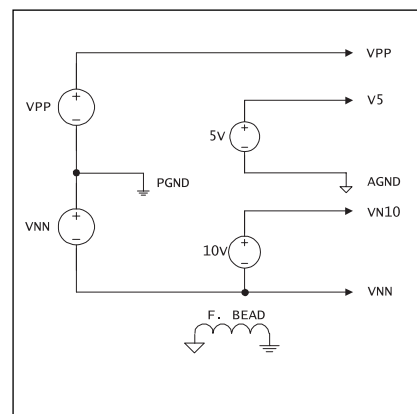 VPP
VPP
V5
5V
PGND
AGND
VNN
VN10
10V
VNN
F. BEAD